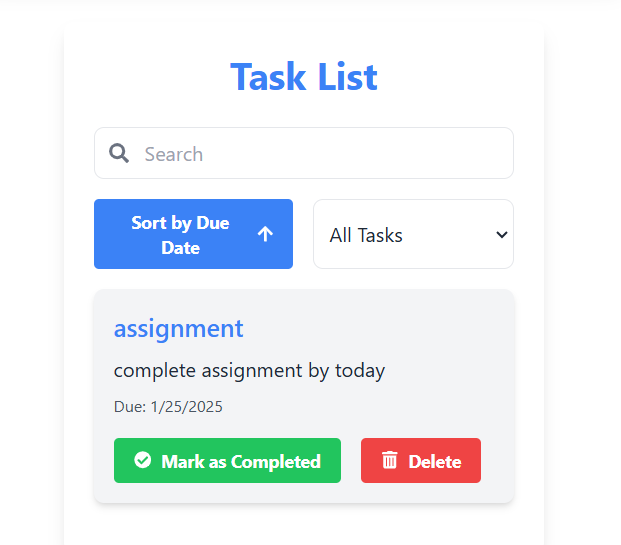 Task List
Search
Sort by Due
Date
All Tasks
assignment
complete assignment by today
Due: 1/25/2025
Mark as Completed
Delete